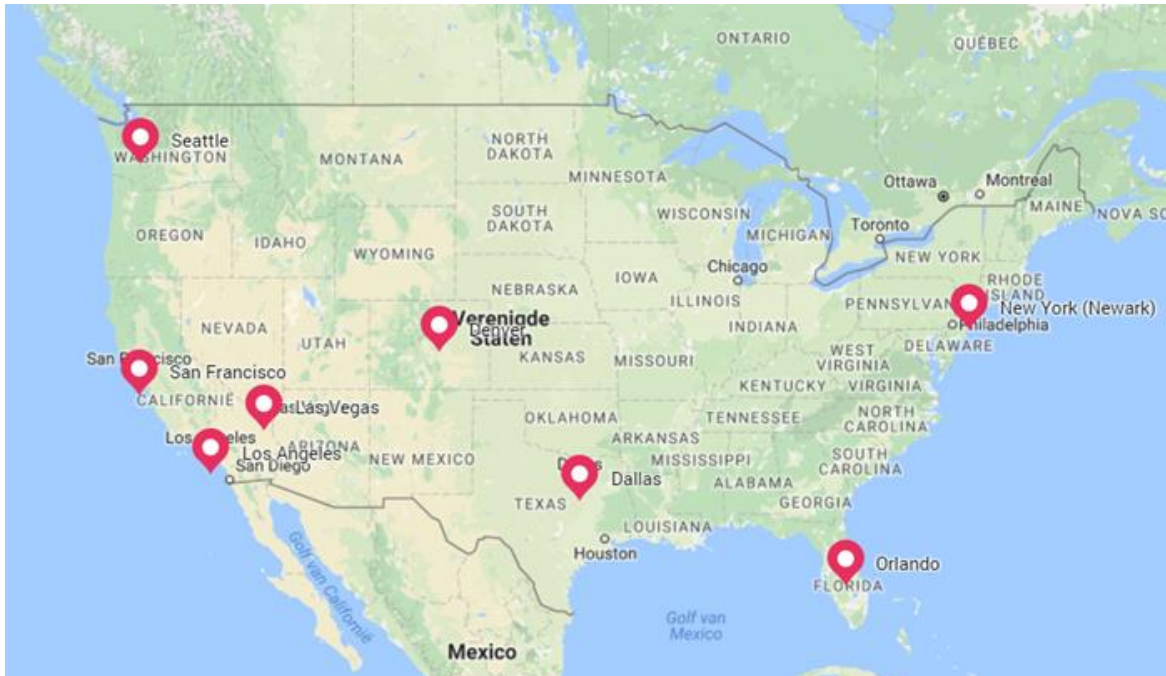 ONTARIO
QUÉBEC
Seattle
WASHINGTON
MONTANA
NORTH
DAKOTA
MINNESOTA
Ottawa
Montreal
MAINE
NOVA SC
OREGON
IDAHO
SOUTH
DAKOTA
WISCONSIN
MICHIGAN
Toronto
WYOMING
NEW YORK
Chicago
IOWA
NEBRASKA
ILLINOIS
RHODE
ISLAND
PENNSYLVAN
New York (Newark)
Philadelphia
NEVADA
UTAH
Denver
Verenigde
Staten
KANSAS
MISSOURI
INDIANA
DELAWARE
WEST
VIRGINIA
KENTUCKY
VIRGINIA
San Francisco
San Francisco
CALIFORNIË
Las Vegas
OKLAHOMA
TENNESSEE
NORTH
CAROLINA
Los Angeles
Los Angeles
San Diego
ARIZONA
NEW MEXICO
ARKANSAS
MISSISSIPPI
SOUTH
CAROLINA
Dallas
ALABAMA
TEXAS
GEORGIA
LOUISIANA
Houston
Orlando
FLORIDA
Golf van Californië
Golf van
Mexico
Mexico